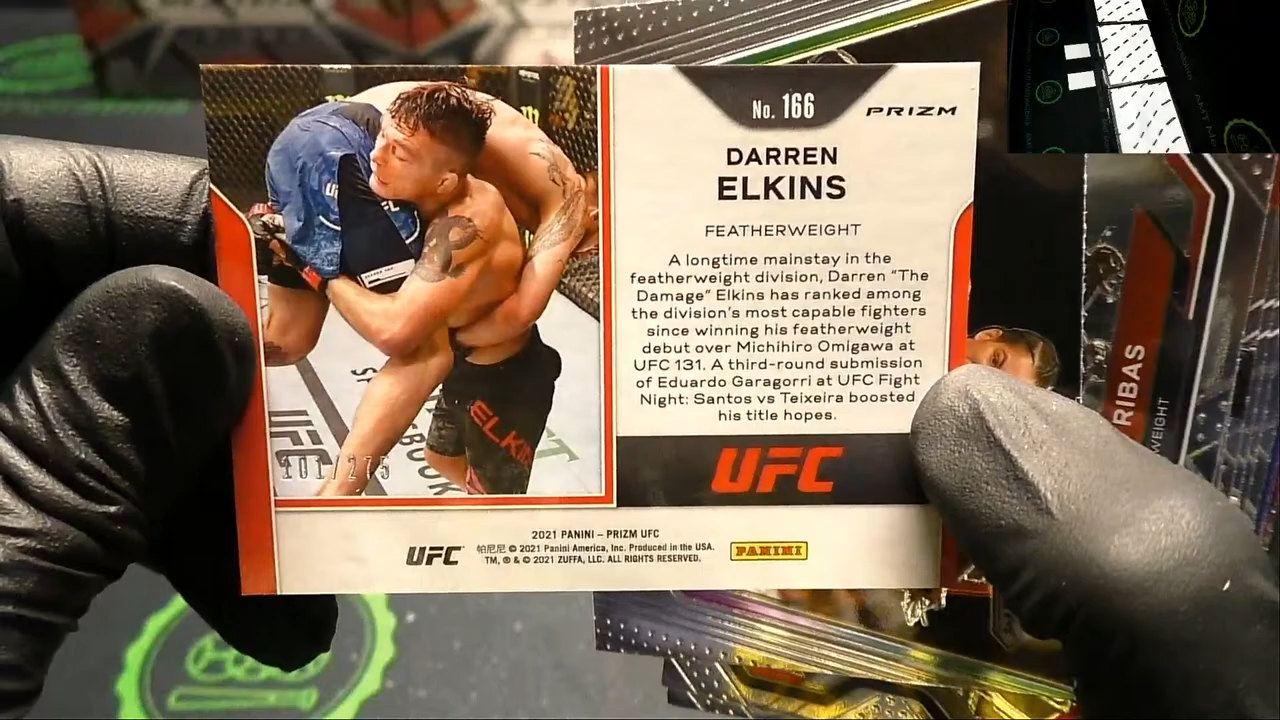 No. 166
PRIZM
DARREN
ELKINS
FEATHERWEIGHT
A longtime mainstay in the
featherweight division, Darren "The
Damage" Elkins has ranked among
the division's most capable fighters
since winning his featherweight
debut over Michihiro Omigawa at
UFC 131. A third-round submission
of Eduardo Garagorri at UFC Fight
Night: Santos vs Teixeira boosted
his title hopes.
UFC
101/275
UFC
ELKIN
2021 PANINI – PRIZM UFC
UFC
帕尼尼 © 2021 Panini America, Inc. Produced in the USA.
TM, ® & © 2021 ZUFFA, LLC. ALL RIGHTS RESERVED.
PANINI
RIBAS
WEIGHT